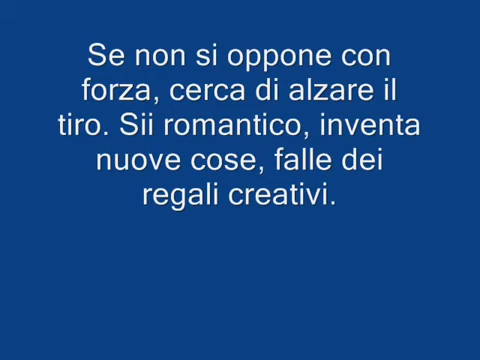 Se non si oppone con
forza, cerca di alzare il
tiro. Sii romantico, inventa
nuove cose, falle dei
regali creativi.